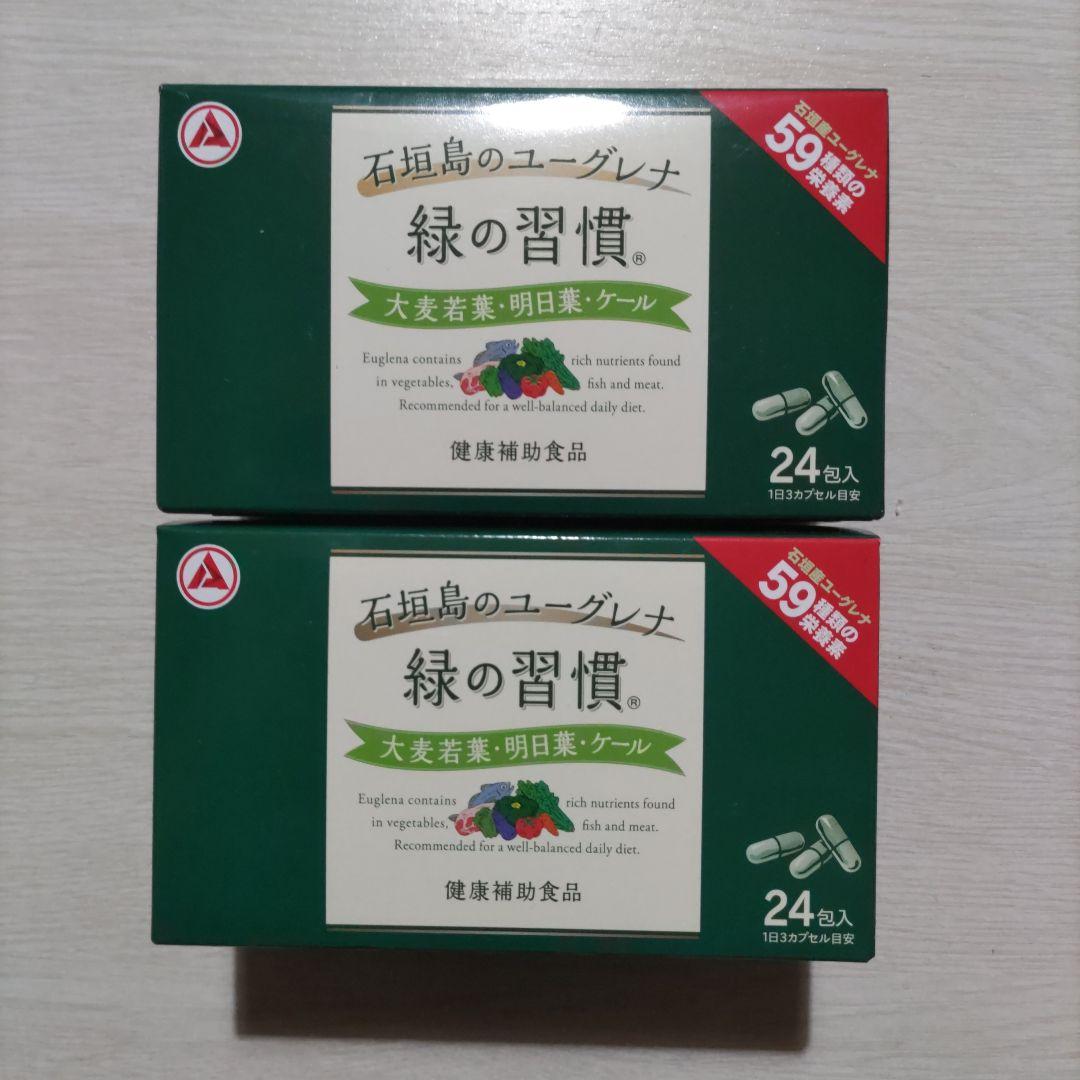 石垣島のユーグレナ
緑の習慣®
大麦若葉・明日葉・ケール
Euglena contains rich nutrients found
in vegetables, fish and meat.
Recommended for a well-balanced daily diet.
健康補助食品
石垣産ユーグレナ
59種類の栄養素
24包入
1日3カプセル目安
石垣島のユーグレナ
緑の習慣®
大麦若葉・明日葉・ケール
Euglena contains rich nutrients found
in vegetables, fish and meat.
Recommended for a well-balanced daily diet.
健康補助食品
石垣産ユーグレナ
59種類の栄養素
24包入
1日3カプセル目安